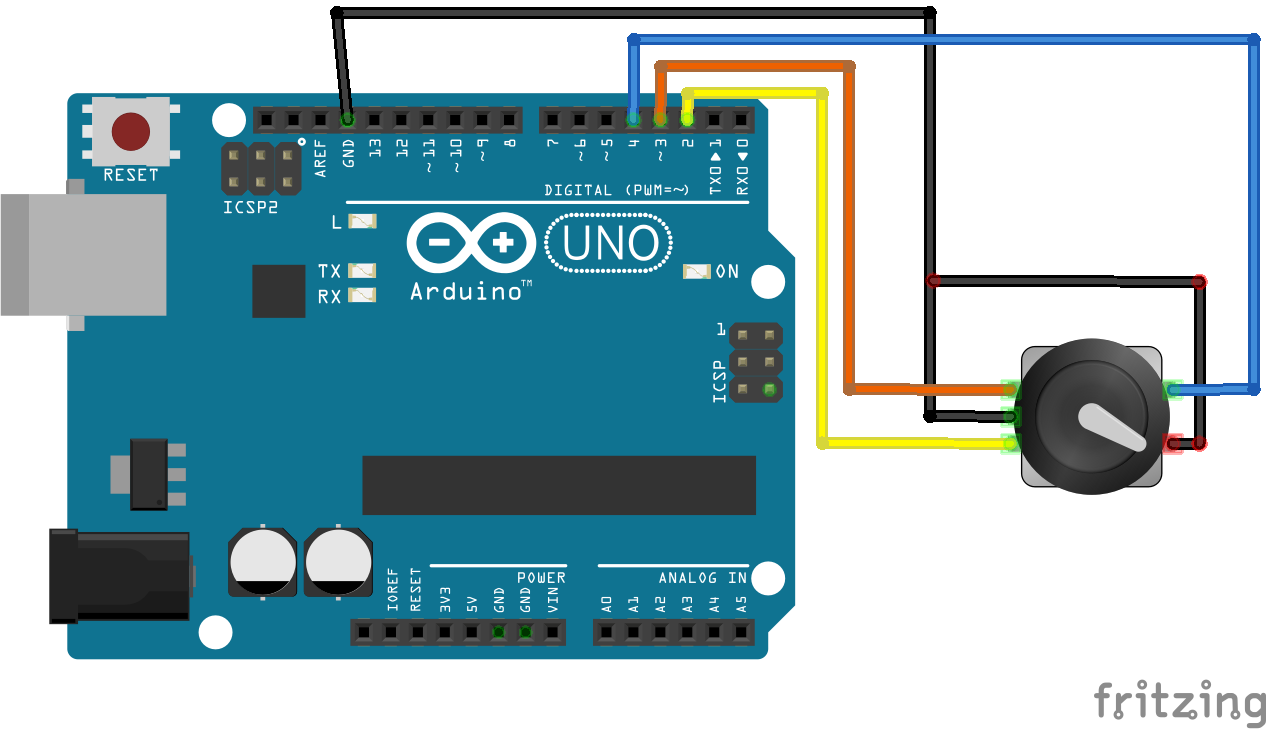 RESET
ICSP2
AREF
GND
13
12
~11
~10
~9
8
7
~6
~5
4
~3
2
TX0▶1
RX0◀0
DIGITAL (PWM=~)
L
TX
RX
Arduino™
UNO
ON
1
ICSP
IOREF
RESET
3V3
5V
GND
GND
VIN
POWER
ANALOG IN
A0
A1
A2
A3
A4
A5
fritzing